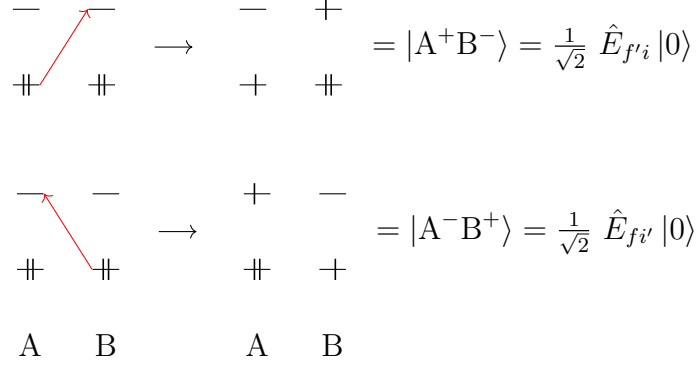 = |A⁺B⁻⟩ = 1/√2 Ê_{f′i} |0⟩
= |A⁻B⁺⟩ = 1/√2 Ê_{fi′} |0⟩
A B A B